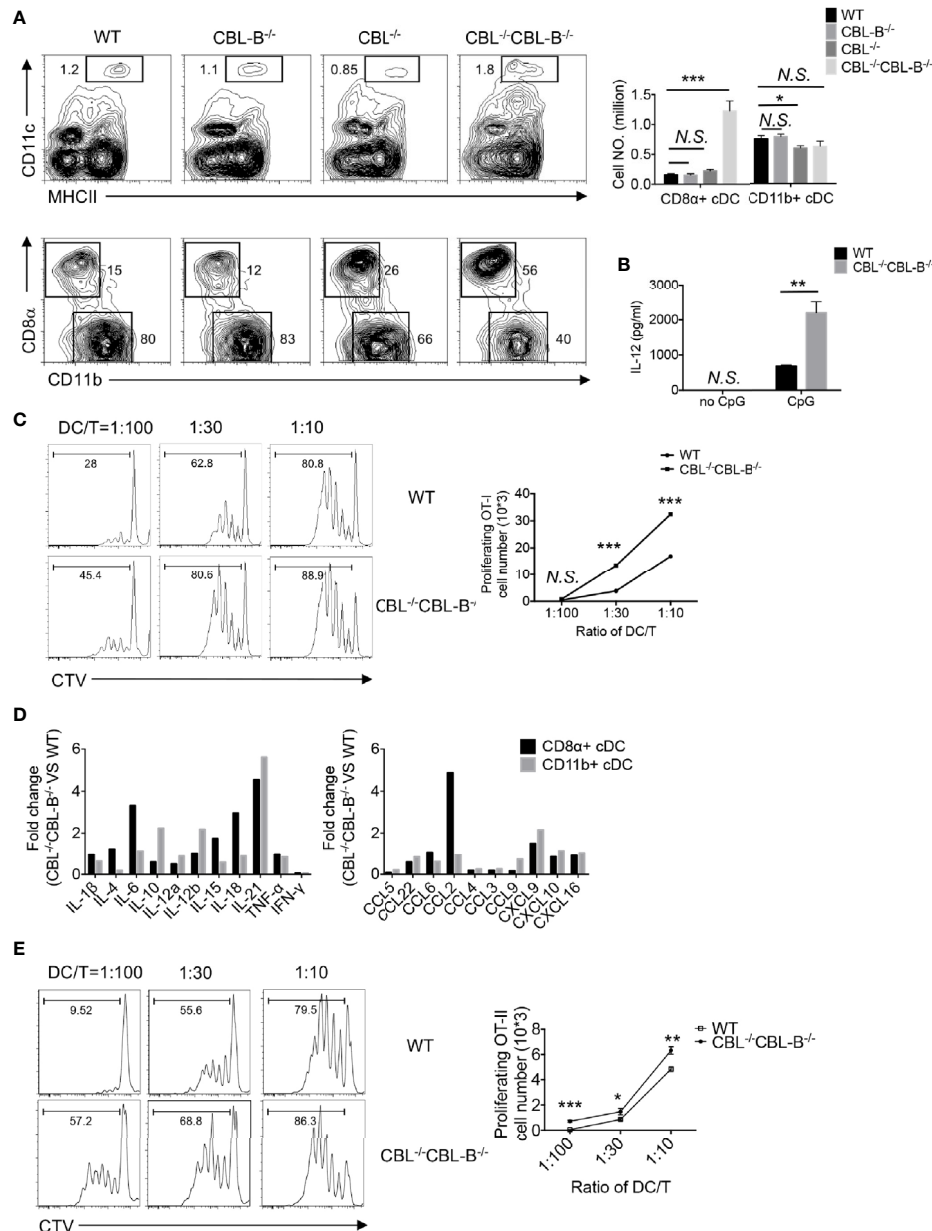 A
WT
CBL-B-/-
CBL-/-
CBL-/-CBL-B-/-
1.2
1.1
0.85
1.8
CD11c
MHCII
15
12
26
56
80
83
66
40
CD8α
CD11b
WT
CBL-B-/-
CBL-/-
CBL-/-CBL-B-/-
Cell NO. (million)
1.5
1.0
0.5
0.0
***
N.S.
N.S.
*
N.S.
CD8α+ cDC
CD11b+ cDC
B
WT
CBL-/-CBL-B-/-
IL-12 (pg/ml)
3000
2000
1000
0
**
N.S.
no CpG
CpG
C
DC/T=1:100
1:30
1:10
28
62.8
80.8
WT
45.4
80.6
88.9
CBL-/-CBL-B-/
CTV
WT
CBL-/-CBL-B-/-
Proliferating OT-I
cell number (10*3)
40
30
20
10
0
N.S.
***
***
1:100
1:30
1:10
Ratio of DC/T
D
Fold change
(CBL-/-CBL-B-/- VS WT)
6
4
2
0
IL-1β
IL-4
IL-6
IL-10
IL-12a
IL-12b
IL-15
IL-18
IL-21
TNF-α
IFN-γ
Fold change
(CBL-/-CBL-B-/- VS WT)
6
4
2
0
CCL5
CCL22
CCL6
CCL2
CCL4
CCL3
CCL9
CXCL9
CXCL10
CXCL16
CD8α+ cDC
CD11b+ cDC
E
DC/T=1:100
1:30
1:10
9.52
55.6
79.5
WT
57.2
68.8
86.3
CBL-/-CBL-B-/-
CTV
WT
CBL-/-CBL-B-/-
Proliferating OT-II
cell number (10*3)
8
6
4
2
0
***
*
**
1:100
1:30
1:10
Ratio of DC/T